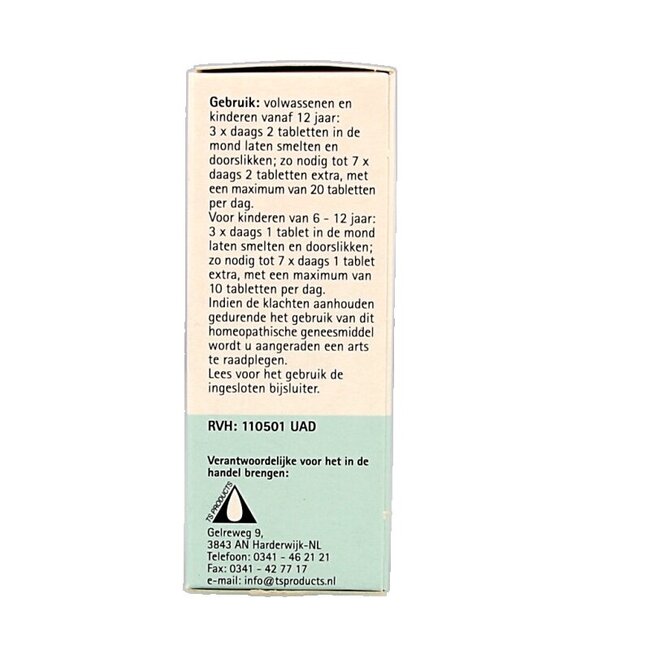 Gebruik: volwassenen en
kinderen vanaf 12 jaar:
3 x daags 2 tabletten in de
mond laten smelten en
doorslikken; zo nodig tot 7 x
daags 2 tabletten extra, met
een maximum van 20 tabletten
per dag.
Voor kinderen van 6 - 12 jaar:
3 x daags 1 tablet in de mond
laten smelten en doorslikken;
zo nodig tot 7 x daags 1 tablet
extra, met een maximum van
10 tabletten per dag.
Indien de klachten aanhouden
gedurende het gebruik van dit
homeopathische geneesmiddel
wordt u aangeraden een arts
te raadplegen.
Lees voor het gebruik de
ingesloten bijsluiter.
RVH: 110501 UAD
Verantwoordelijke voor het in de
handel brengen:
TS PRODUCTS
Gelreweg 9,
3843 AN Harderwijk-NL
Telefoon: 0341 - 46 21 21
Fax: 0341 - 42 77 17
e-mail: info@tsproducts.nl